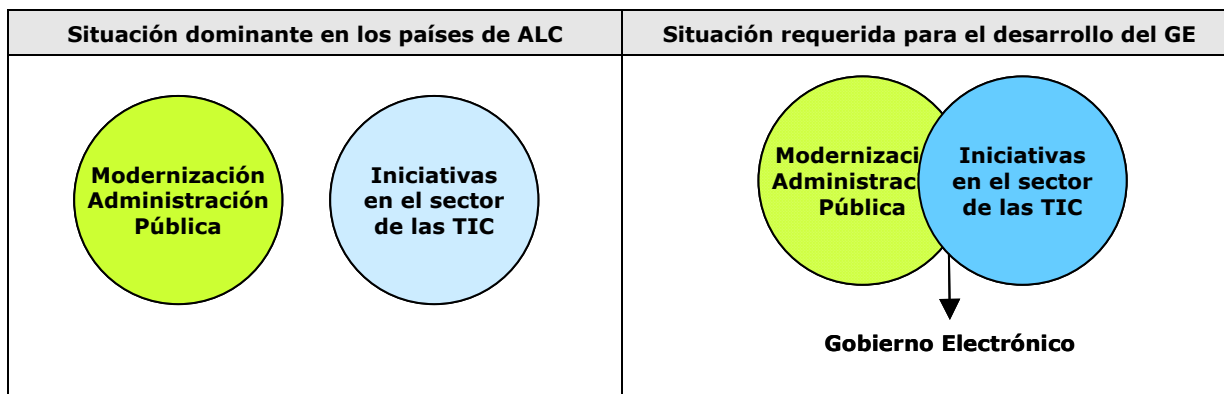 Situación dominante en los países de ALC
Situación requerida para el desarrollo del GE
Modernización
Administración
Pública
Iniciativas
en el sector
de las TIC
Modernizaci
Administraci
Pública
Iniciativas
en el sector
de las TIC
Gobierno Electrónico